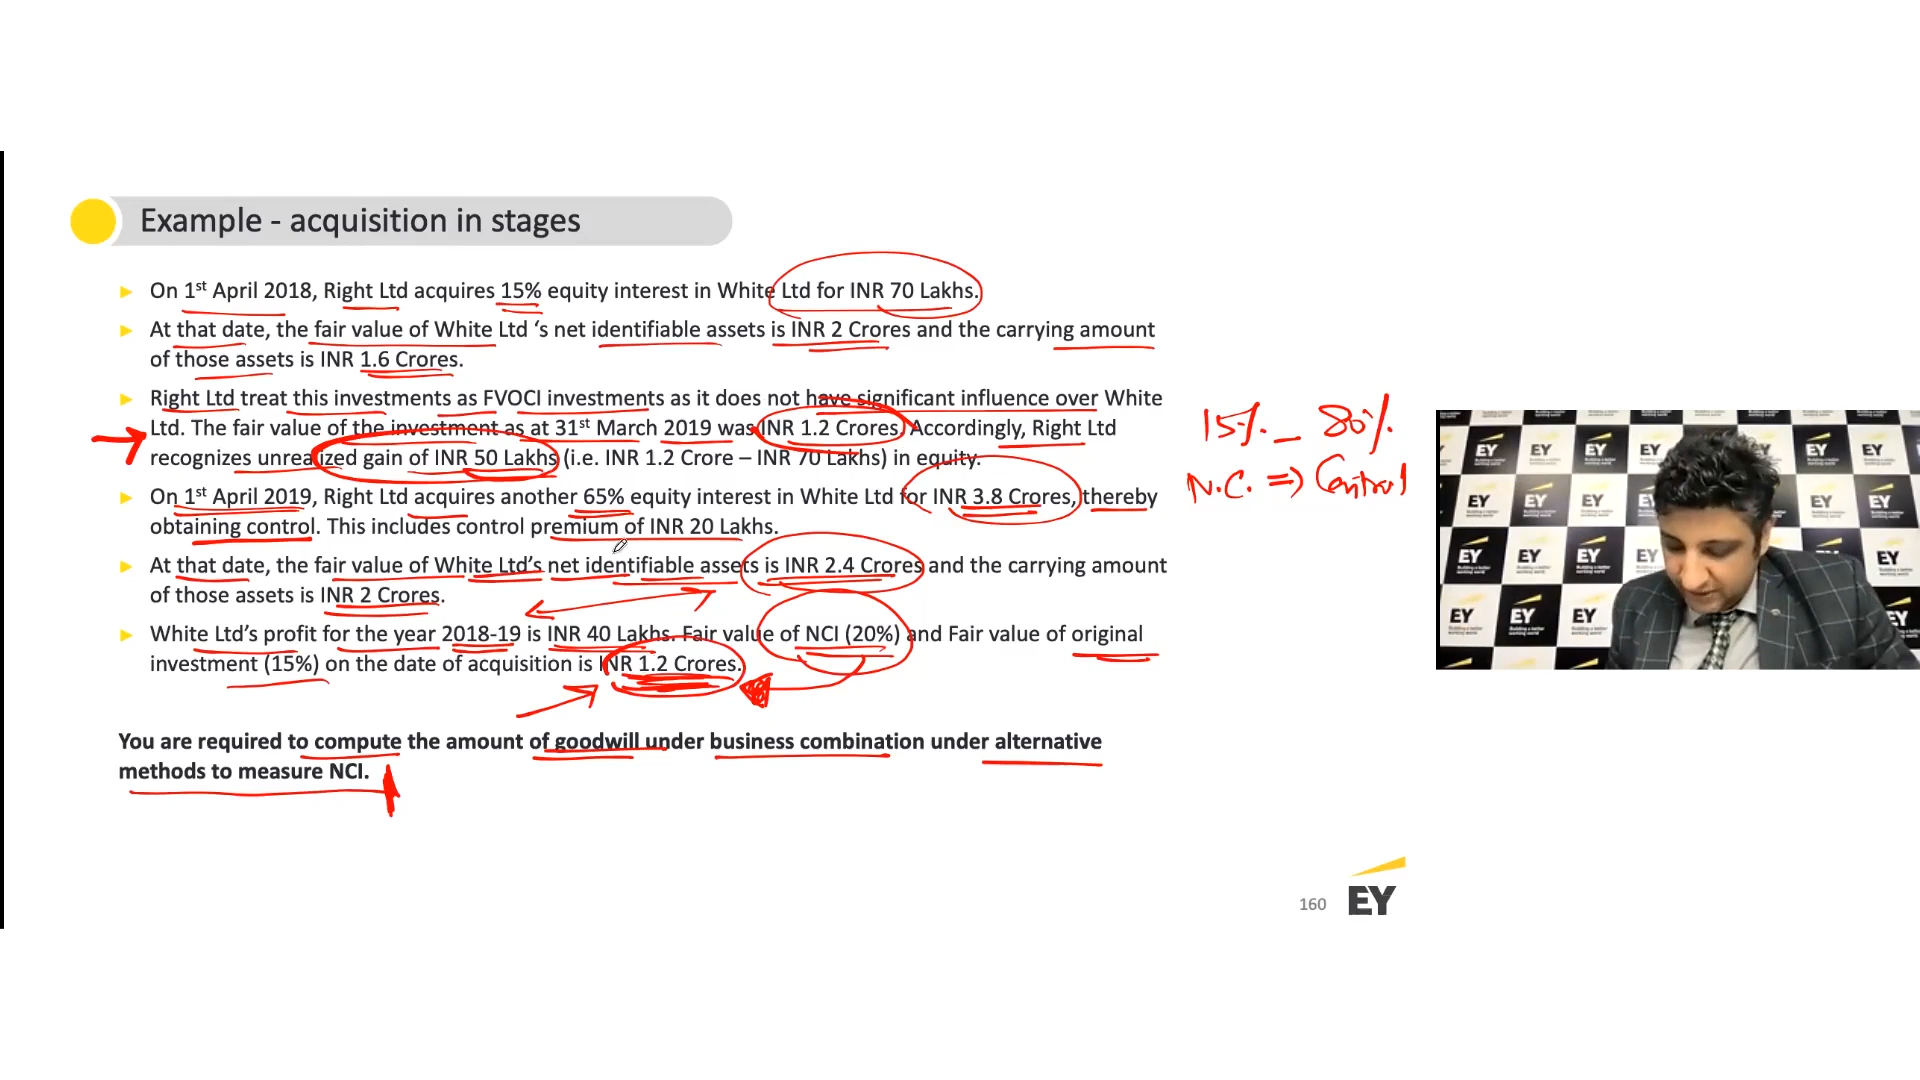 Example - acquisition in stages
► On 1st April 2018, Right Ltd acquires 15% equity interest in White Ltd for INR 70 Lakhs.
► At that date, the fair value of White Ltd ‘s net identifiable assets is INR 2 Crores and the carrying amount
of those assets is INR 1.6 Crores.
► Right Ltd treat this investments as FVOCI investments as it does not have significant influence over White
Ltd. The fair value of the investment as at 31st March 2019 was INR 1.2 Crores. Accordingly, Right Ltd
recognizes unrealized gain of INR 50 Lakhs (i.e. INR 1.2 Crore – INR 70 Lakhs) in equity.
► On 1st April 2019, Right Ltd acquires another 65% equity interest in White Ltd for INR 3.8 Crores, thereby
obtaining control. This includes control premium of INR 20 Lakhs.
► At that date, the fair value of White Ltd’s net identifiable assets is INR 2.4 Crores and the carrying amount
of those assets is INR 2 Crores.
► White Ltd’s profit for the year 2018-19 is INR 40 Lakhs. Fair value of NCI (20%) and Fair value of original
investment (15%) on the date of acquisition is INR 1.2 Crores.
You are required to compute the amount of goodwill under business combination under alternative
methods to measure NCI.
15% – 80%
N.C. ⇒ Control
160 EY
EY
Building a better
working world